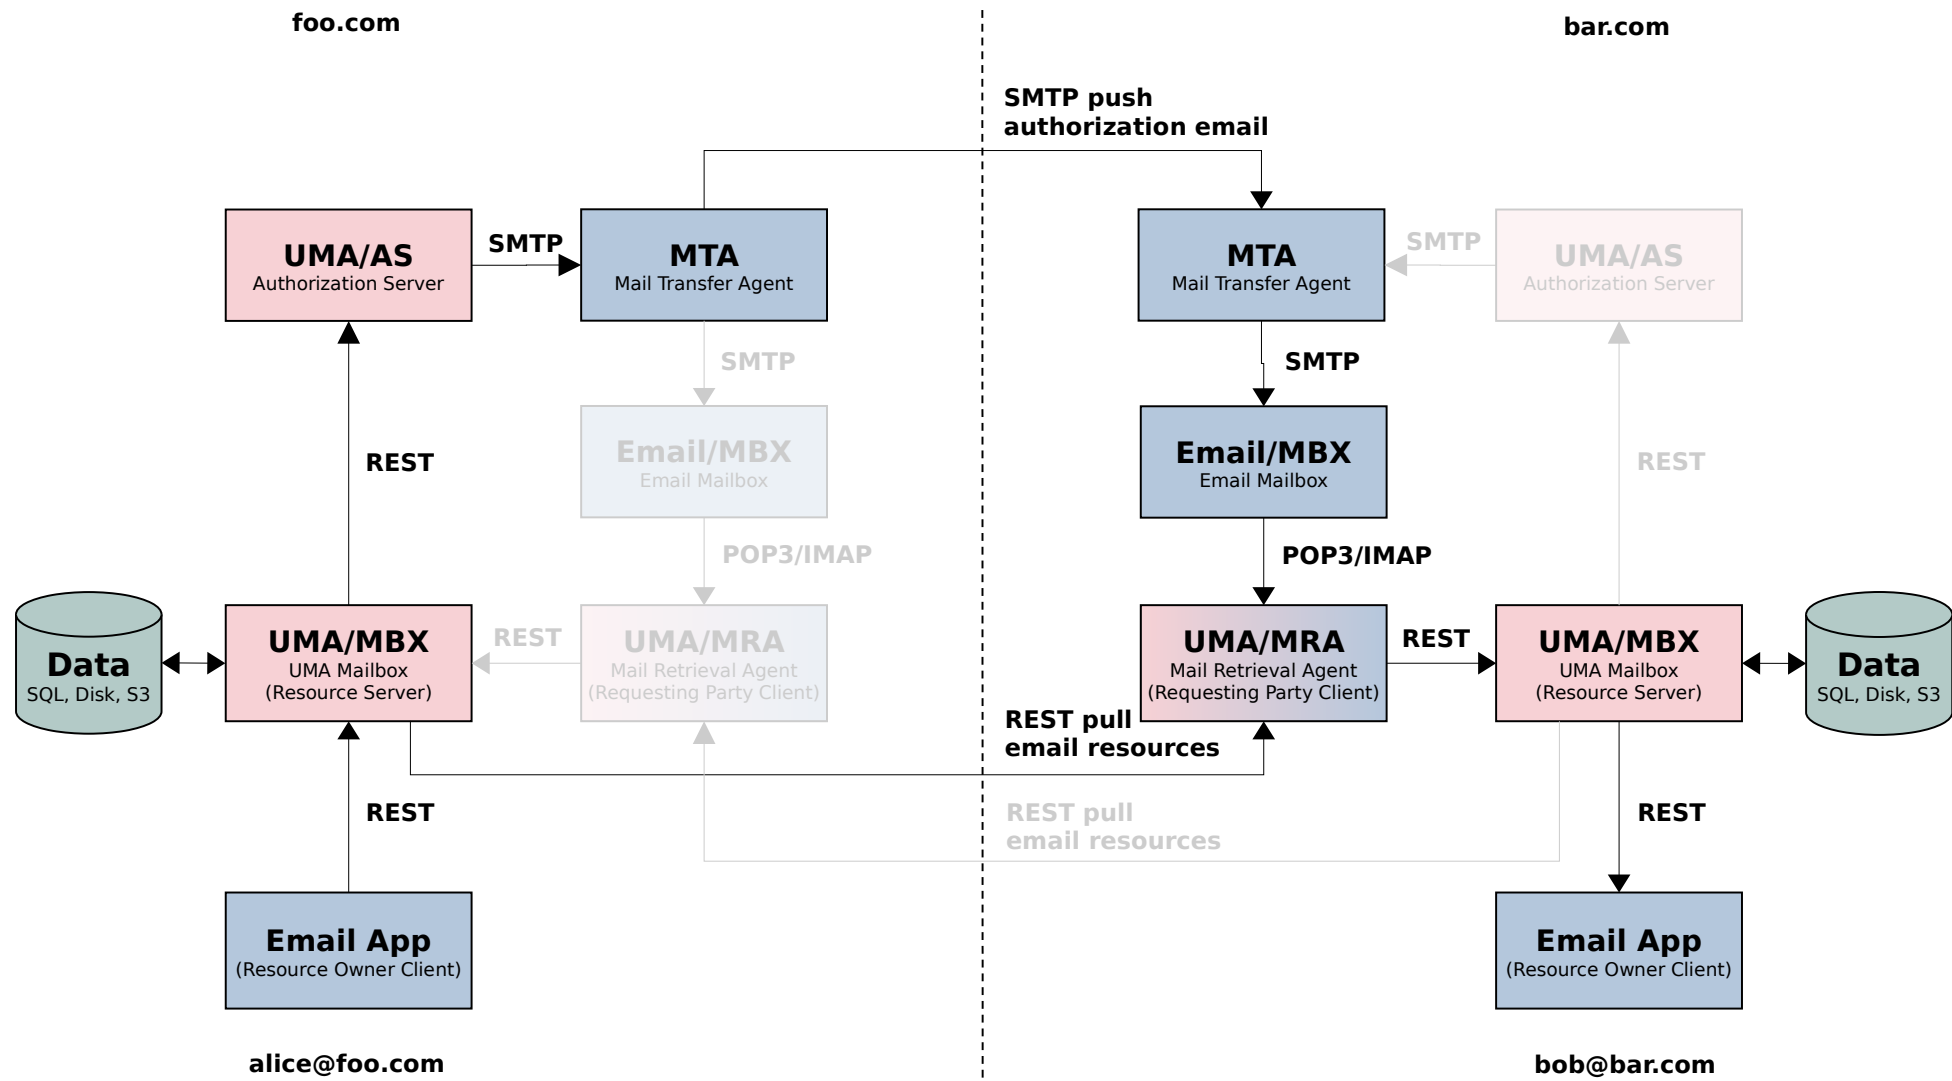 foo.com
bar.com
SMTP push
authorization email
UMA/AS
Authorization Server
SMTP
MTA
Mail Transfer Agent
MTA
Mail Transfer Agent
SMTP
UMA/AS
Authorization Server
SMTP
SMTP
REST
Email/MBX
Email Mailbox
Email/MBX
Email Mailbox
REST
POP3/IMAP
POP3/IMAP
Data
SQL, Disk, S3
UMA/MBX
UMA Mailbox
(Resource Server)
REST
UMA/MRA
Mail Retrieval Agent
(Requesting Party Client)
UMA/MRA
Mail Retrieval Agent
(Requesting Party Client)
REST
UMA/MBX
UMA Mailbox
(Resource Server)
Data
SQL, Disk, S3
REST pull
email resources
REST
REST pull
email resources
REST
Email App
(Resource Owner Client)
Email App
(Resource Owner Client)
alice@foo.com
bob@bar.com